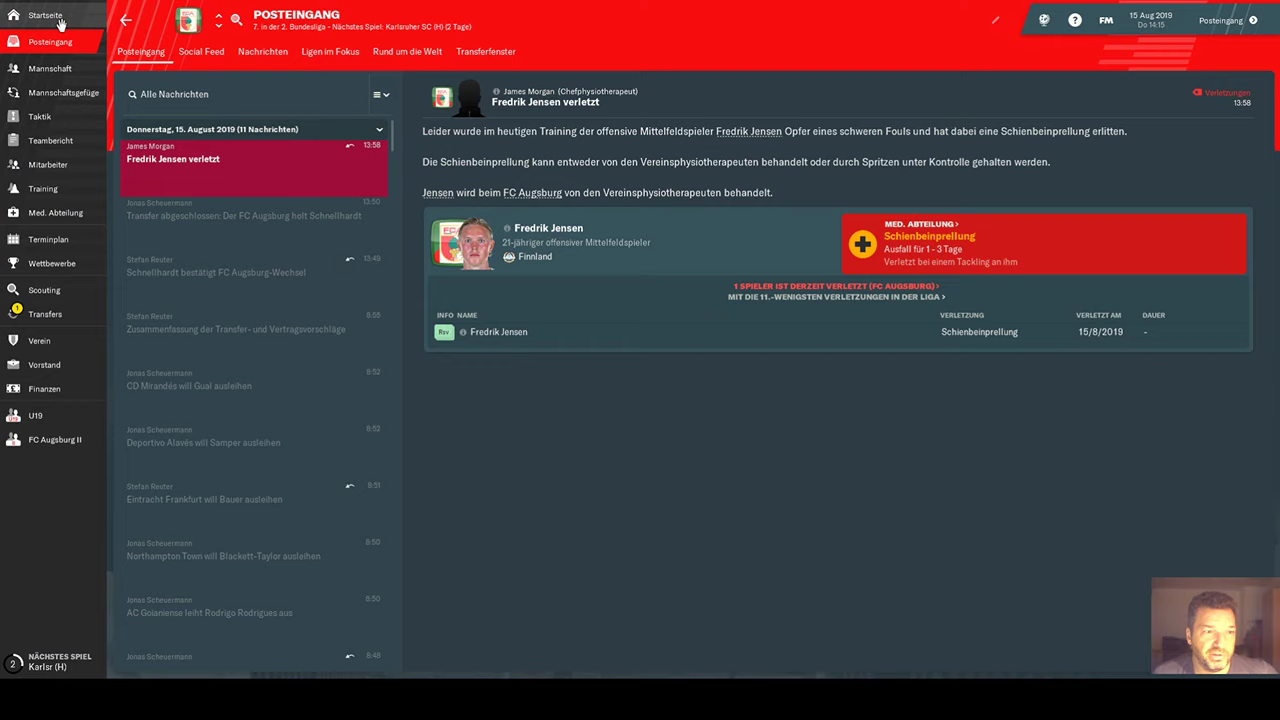 Startseite
Posteingang
Mannschaft
Mannschaftsgefüge
Taktik
Teambericht
Mitarbeiter
Training
Med. Abteilung
Terminplan
Wettbewerbe
Scouting
1
Transfers
Verein
Vorstand
Finanzen
U19
FC Augsburg II
2
NÄCHSTES SPIEL
Karlsr (H)
POSTEINGANG
7. in der 2. Bundesliga - Nächstes Spiel: Karlsruher SC (H) (2 Tage)
FM
15 Aug 2019
Do 14:15
Posteingang
Posteingang Social Feed Nachrichten Ligen im Fokus Rund um die Welt Transferfenster
Alle Nachrichten
Donnerstag, 15. August 2019 (11 Nachrichten)
James Morgan 13:58
Fredrik Jensen verletzt
Jonas Scheuermann 13:50
Transfer abgeschlossen: Der FC Augsburg holt Schnellhardt
Stefan Reuter 13:49
Schnellhardt bestätigt FC Augsburg-Wechsel
Stefan Reuter 8:55
Zusammenfassung der Transfer- und Vertragsvorschläge
Jonas Scheuermann 8:52
CD Mirandés will Gual ausleihen
Jonas Scheuermann 8:52
Deportivo Alavés will Samper ausleihen
Stefan Reuter 8:51
Eintracht Frankfurt will Bauer ausleihen
Jonas Scheuermann 8:50
Northampton Town will Blackett-Taylor ausleihen
Jonas Scheuermann 8:50
AC Goianiense leiht Rodrigo Rodrigues aus
Jonas Scheuermann 8:48
James Morgan (Chefphysiotherapeut)
Fredrik Jensen verletzt
Verletzungen
13:58
Leider wurde im heutigen Training der offensive Mittelfeldspieler Fredrik Jensen Opfer eines schweren Fouls und hat dabei eine Schienbeinprellung erlitten.
Die Schienbeinprellung kann entweder von den Vereinsphysiotherapeuten behandelt oder durch Spritzen unter Kontrolle gehalten werden.
Jensen wird beim FC Augsburg von den Vereinsphysiotherapeuten behandelt.
Fredrik Jensen
21-jähriger offensiver Mittelfeldspieler
Finnland
MED. ABTEILUNG
Schienbeinprellung
Ausfall für 1 - 3 Tage
Verletzt bei einem Tackling an ihm
1 SPIELER IST DERZEIT VERLETZT (FC AUGSBURG)
MIT DIE 11.-WENIGSTEN VERLETZUNGEN IN DER LIGA
INFO NAME VERLETZUNG VERLETZT AM DAUER
Rsv Fredrik Jensen Schienbeinprellung 15/8/2019 -